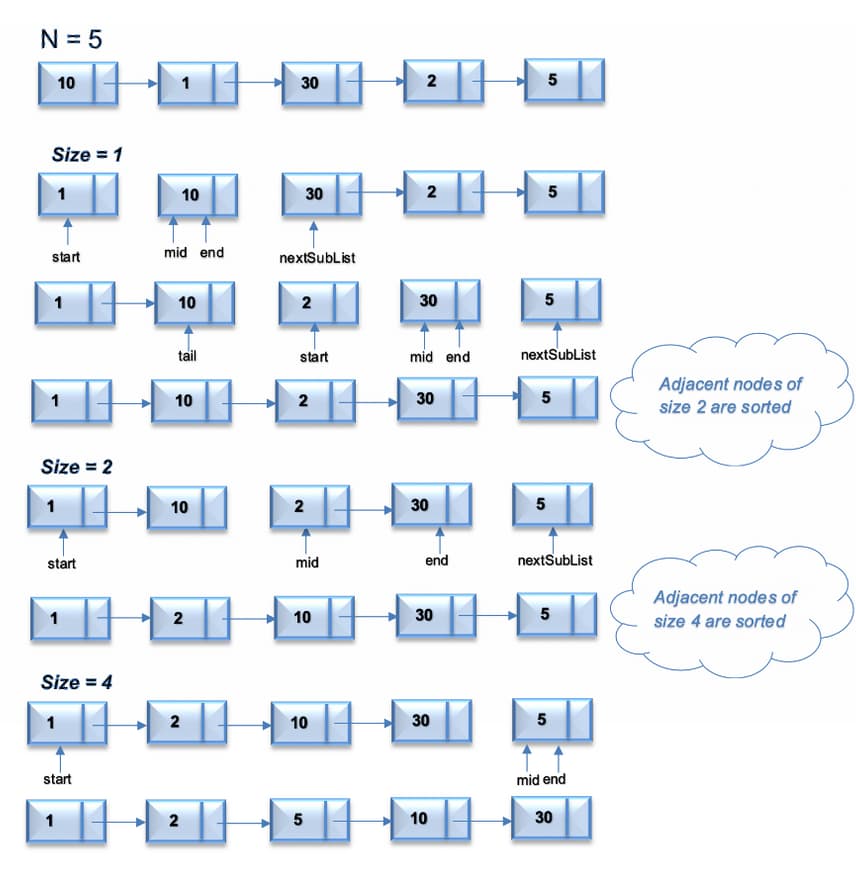 N = 5
10 1 30 2 5
Size = 1
1 10 30 2 5
start mid end nextSubList
1 10 2 30 5
tail start mid end nextSubList
Adjacent nodes of
size 2 are sorted
1 10 2 30 5
Size = 2
1 10 2 30 5
start mid end nextSubList
Adjacent nodes of
size 4 are sorted
1 2 10 30 5
Size = 4
1 2 10 30 5
start mid end
1 2 5 10 30